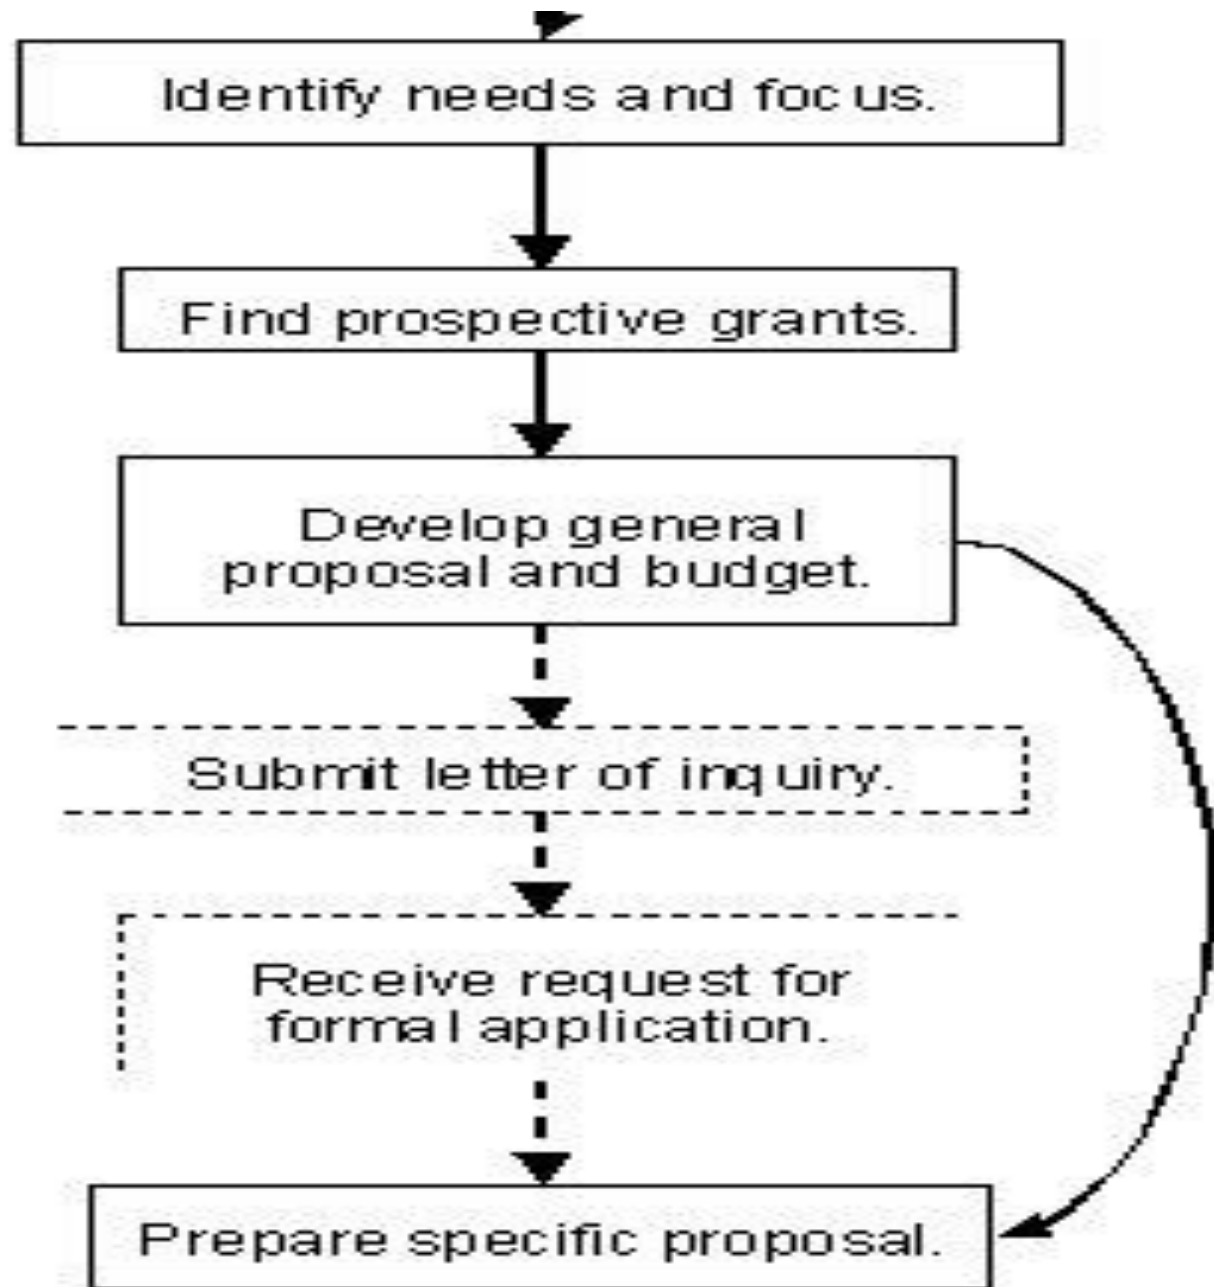 Identify needs and focus.
Find prospective grants.
Develop general
proposal and budget.
Submit letter of inquiry.
Receive request for
formal application.
Prepare specific proposal.